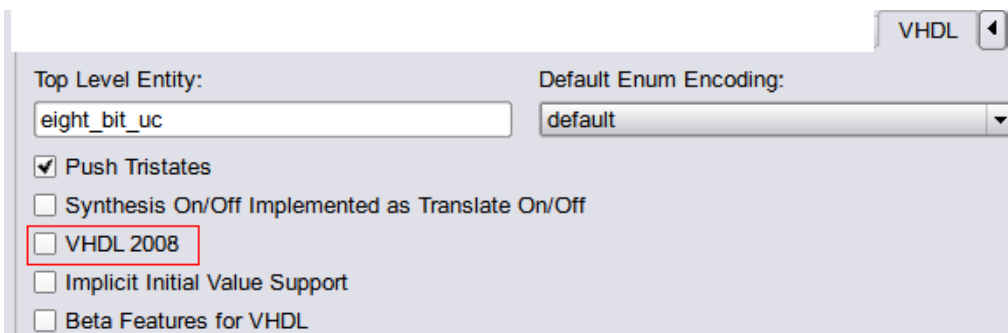 VHDL
Top Level Entity: Default Enum Encoding:
eight_bit_uc default
Push Tristates
Synthesis On/Off Implemented as Translate On/Off
VHDL 2008
Implicit Initial Value Support
Beta Features for VHDL